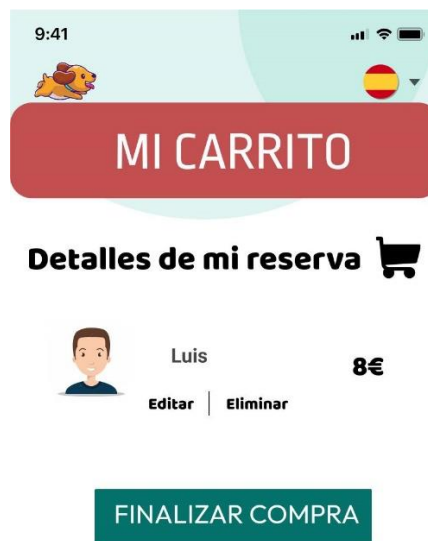 9:41
MI CARRITO
Detalles de mi reserva
Luis
8€
Editar | Eliminar
FINALIZAR COMPRA